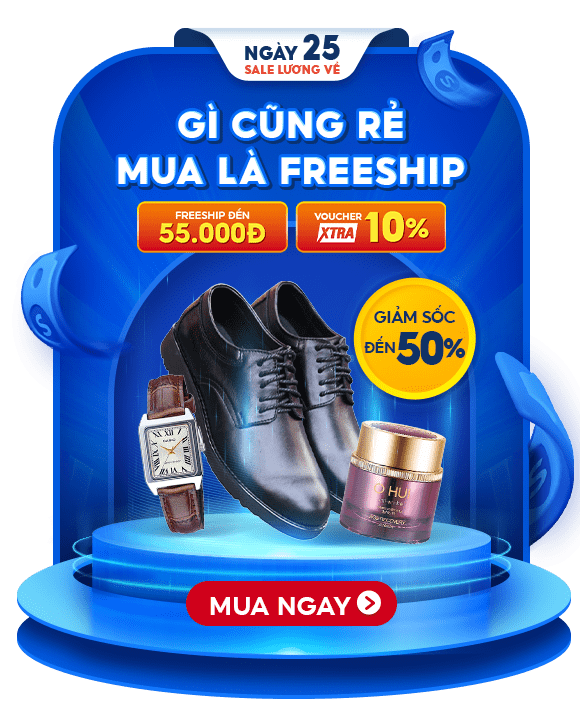 NGÀY 25
SALE LƯƠNG VỀ
GÌ CŨNG RẺ
MUA LÀ FREESHIP
FREESHIP ĐẾN
55.000Đ
VOUCHER
XTRA 10%
GIẢM SỐC
ĐẾN 50%
MUA NGAY